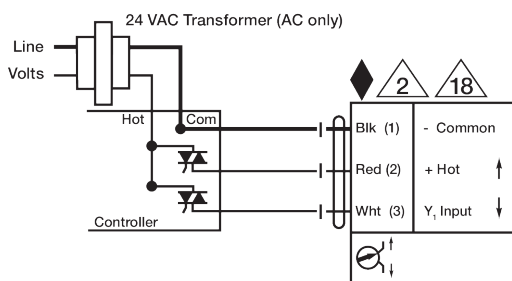 24 VAC Transformer (AC only)
Line
Volts
Hot
Com
2
18
Blk (1)
- Common
Red (2)
+ Hot
Wht (3)
Y1 Input
Controller